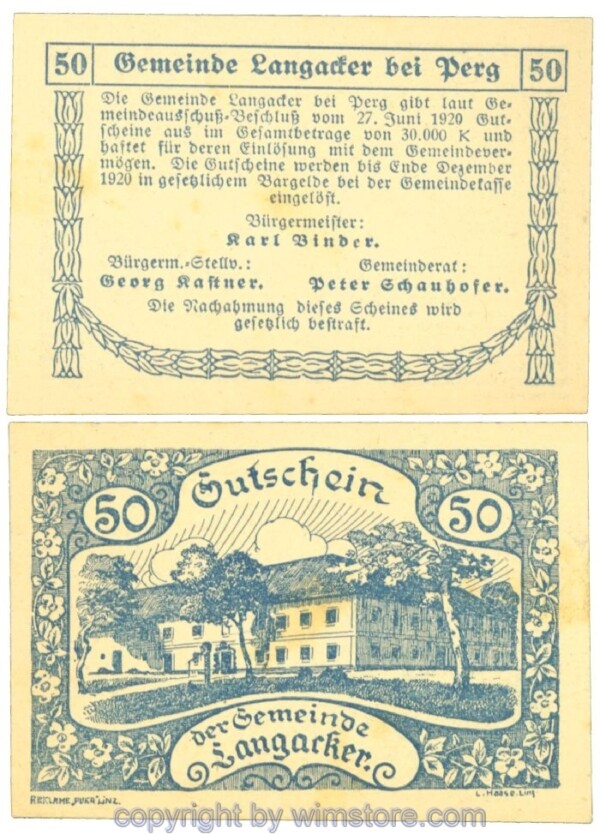 50 Gemeinde Langacker bei Perg 50
Die Gemeinde Langacker bei Perg gibt laut Ge-
meindeausschuß-Beschluß vom 27. Juni 1920 Gut-
scheine aus im Gesamtbetrage von 30.000 K und
haftet für deren Einlösung mit dem Gemeindever-
mögen. Die Gutscheine werden bis Ende Dezember
1920 in gesetzlichem Bargelde bei der Gemeindekasse
eingelöst.
Bürgermeister:
Karl Binder.
Bürgerm.-Stellv.: Gemeinderat:
Georg Kastner. Peter Schauhofer.
Die Nachahmung dieses Scheines wird
gesetzlich bestraft.
Gutschein
50 50
der Gemeinde
Langacker.
REKLAME „FUCR“ LINZ. L. Haase. Linz
copyright by wimstore.com